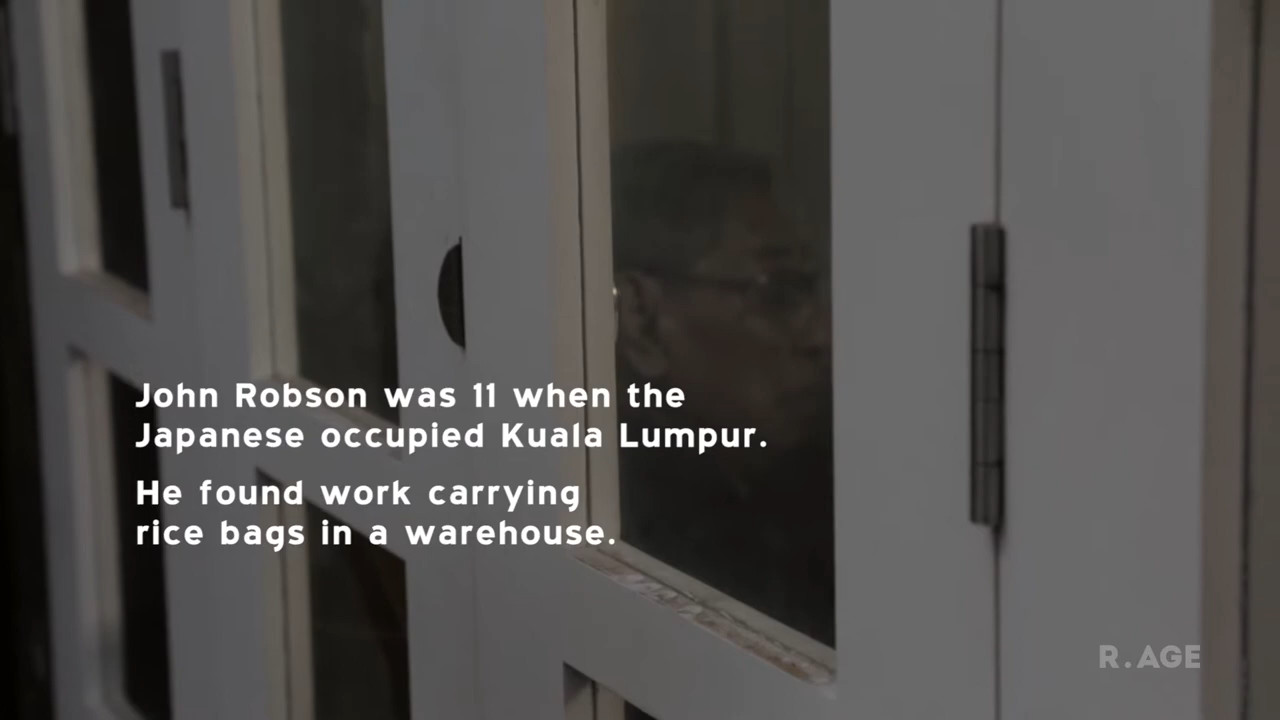 John Robson was 11 when the
Japanese occupied Kuala Lumpur.
He found work carrying
rice bags in a warehouse.
R.AGE